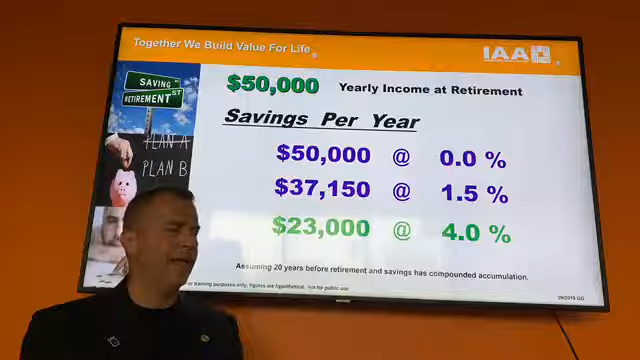 Together We Build Value For Life
IAA
SAVING
RETIREMENT ST
PLAN A
PLAN B
$50,000 Yearly Income at Retirement
Savings Per Year
$50,000 @ 0.0 %
$37,150 @ 1.5 %
$23,000 @ 4.0 %
Assuming 20 years before retirement and savings has compounded accumulation.
training purposes only, figures are hypothetical, not for public use
09/2019 GG